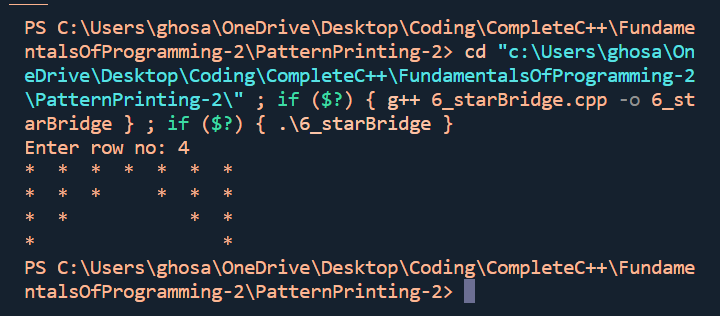 PS C:\Users\ghosa\OneDrive\Desktop\Coding\CompleteC++\Fundame
ntalsOfProgramming-2\PatternPrinting-2> cd "c:\Users\ghosa\On
eDrive\Desktop\Coding\CompleteC++\FundamentalsOfProgramming-2
\PatternPrinting-2\" ; if ($?) { g++ 6_starBridge.cpp -o 6_st
arBridge } ; if ($?) { .\6_starBridge }
Enter row no: 4
*  *  *  *  *  *  *
*  *  *     *  *  *
*  *           *  *
*                 *
PS C:\Users\ghosa\OneDrive\Desktop\Coding\CompleteC++\Fundame
ntalsOfProgramming-2\PatternPrinting-2>